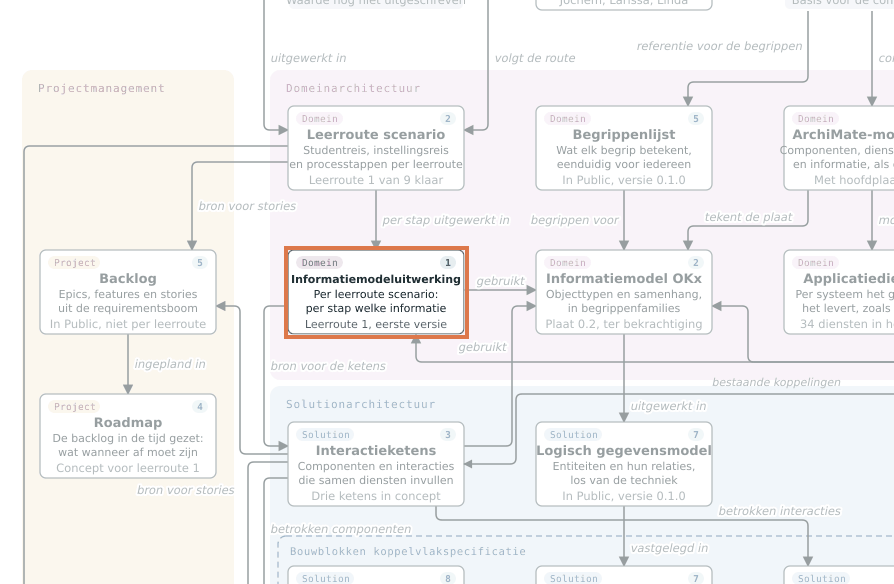 Waarde nog niet uitgeschreven
Jochem, Larissa, Linda
uitgewerkt in
volgt de route
referentie voor de begrippen
Projectmanagement
Domeinarchitectuur
Domein
2
Leerroute scenario
Studentreis, instellingsreis
en processtappen per leerroute
Leerroute 1 van 9 klaar
Domein
5
Begrippenlijst
Wat elk begrip betekent,
eenduidig voor iedereen
In Public, versie 0.1.0
Domein
ArchiMate-mo
Componenten, diens
en informatie, als
Met hoofdplaa
bron voor stories
per stap uitgewerkt in
begrippen voor
tekent de plaat
Project
5
Backlog
Epics, features en stories
uit de requirementsboom
In Public, niet per leerroute
Domein
1
Informatiemodeluitwerking
Per leerroute scenario:
per stap welke informatie
Leerroute 1, eerste versie
gebruikt
Domein
2
Informatiemodel OKx
Objecttypen en samenhang,
in begrippenfamilies
Plaat 0.2, ter bekrachtiging
Domein
Applicatiedie
Per systeem het g
het levert, zoals
34 diensten in h
gebruikt
ingepland in
bron voor de ketens
bestaande koppelingen
Project
4
Roadmap
De backlog in de tijd gezet:
wat wanneer af moet zijn
Concept voor leerroute 1
bron voor stories
Solutionarchitectuur
uitgewerkt in
Solution
3
Interactieketens
Componenten en interacties
die samen diensten invullen
Drie ketens in concept
Solution
7
Logisch gegevensmodel
Entiteiten en hun relaties,
los van de techniek
In Public, versie 0.1.0
betrokken interacties
betrokken componenten
Bouwblokken koppelvlakspecificatie
vastgelegd in
Solution
8
Solution
7
Solution